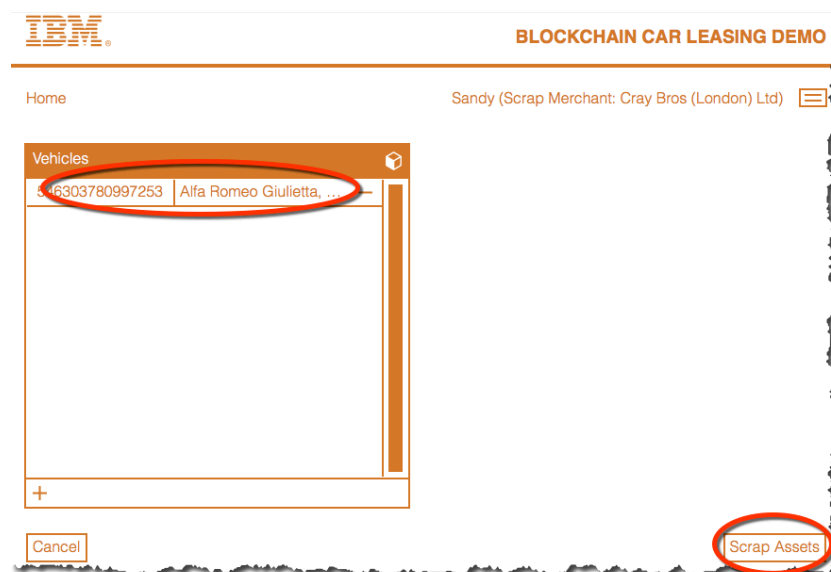 IBM®
BLOCKCHAIN CAR LEASING DEMO
Home
Sandy (Scrap Merchant: Cray Bros (London) Ltd)
Vehicles
Alfa Romeo Giulietta, ...
+
Cancel
Scrap Assets